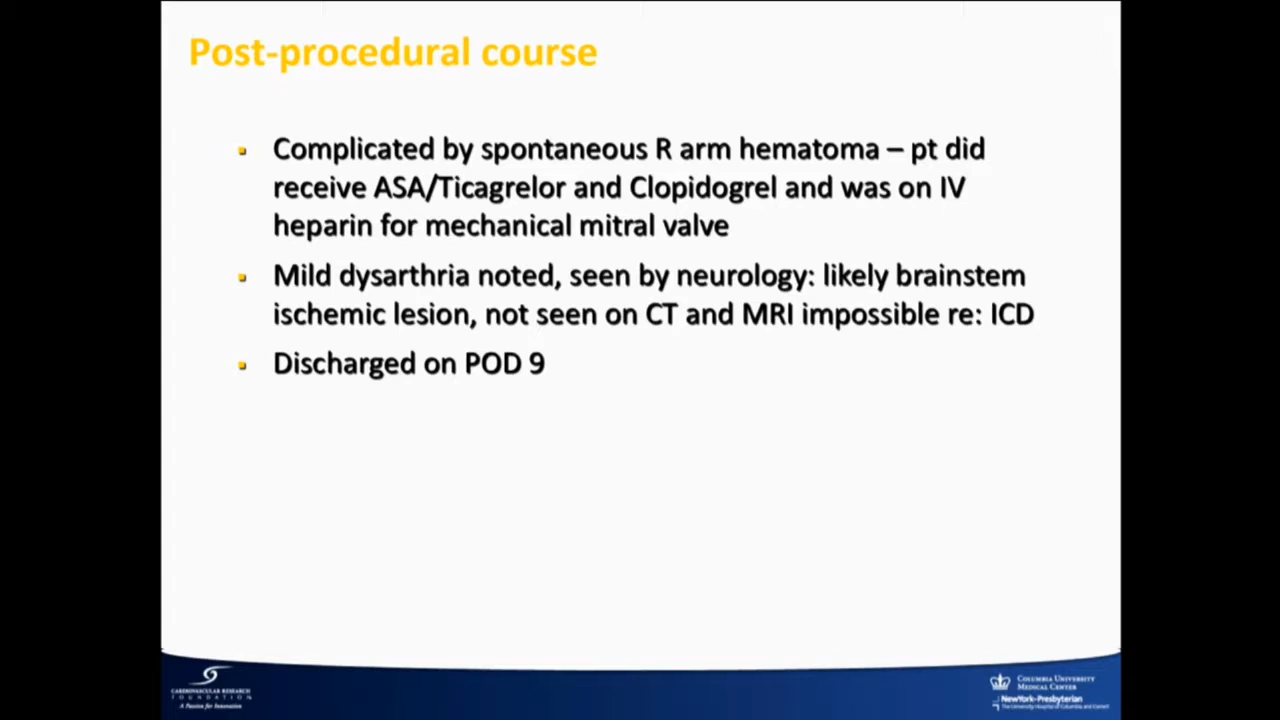 Post-procedural course
Complicated by spontaneous R arm hematoma – pt did
receive ASA/Ticagrelor and Clopidogrel and was on IV
heparin for mechanical mitral valve
Mild dysarthria noted, seen by neurology: likely brainstem
ischemic lesion, not seen on CT and MRI impossible re: ICD
Discharged on POD 9
CARDIOVASCULAR RESEARCH
FOUNDATION
A Passion for Innovation
COLUMBIA UNIVERSITY
MEDICAL CENTER
NewYork-Presbyterian
The University Hospital of Columbia and Cornell